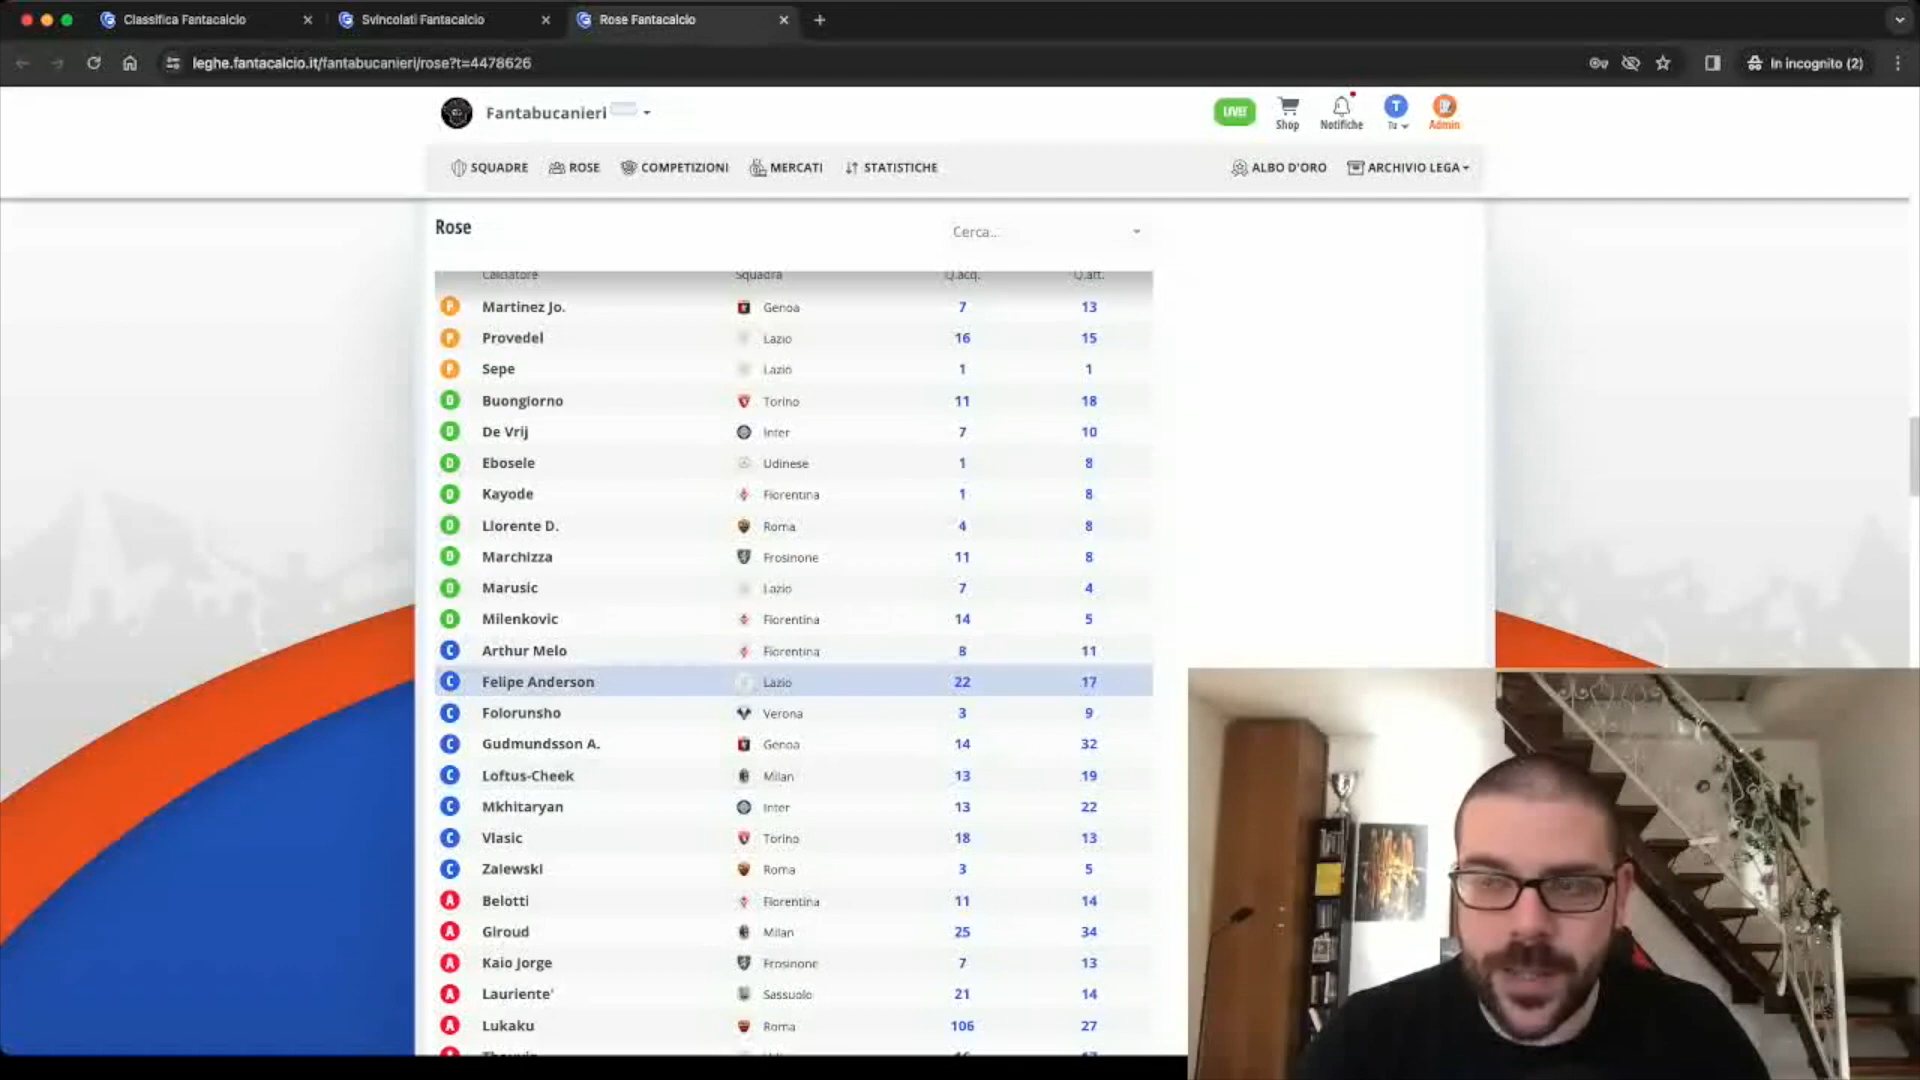 Classifica Fantacalcio
Svincolati Fantacalcio
Rose Fantacalcio
leghe.fantacalcio.it/fantabucanieri/rose?t=4478626
In incognito (2)
Fantabucanieri
LIVE!
Shop
Notifiche
T
Tu
Admin
SQUADRE
ROSE
COMPETIZIONI
MERCATI
STATISTICHE
ALBO D'ORO
ARCHIVIO LEGA
Rose
Cerca...
Calciatore Squadra Q.acq. Q.att.
P Martinez Jo. Genoa 7 13
P Provedel Lazio 16 15
P Sepe Lazio 1 1
D Buongiorno Torino 11 18
D De Vrij Inter 7 10
D Ebosele Udinese 1 8
D Kayode Fiorentina 1 8
D Llorente D. Roma 4 8
D Marchizza Frosinone 11 8
D Marusic Lazio 7 4
D Milenkovic Fiorentina 14 5
C Arthur Melo Fiorentina 8 11
C Felipe Anderson Lazio 22 17
C Folorunsho Verona 3 9
C Gudmundsson A. Genoa 14 32
C Loftus-Cheek Milan 13 19
C Mkhitaryan Inter 13 22
C Vlasic Torino 18 13
C Zalewski Roma 3 5
A Belotti Fiorentina 11 14
A Giroud Milan 25 34
A Kaio Jorge Frosinone 7 13
A Lauriente' Sassuolo 21 14
A Lukaku Roma 106 27